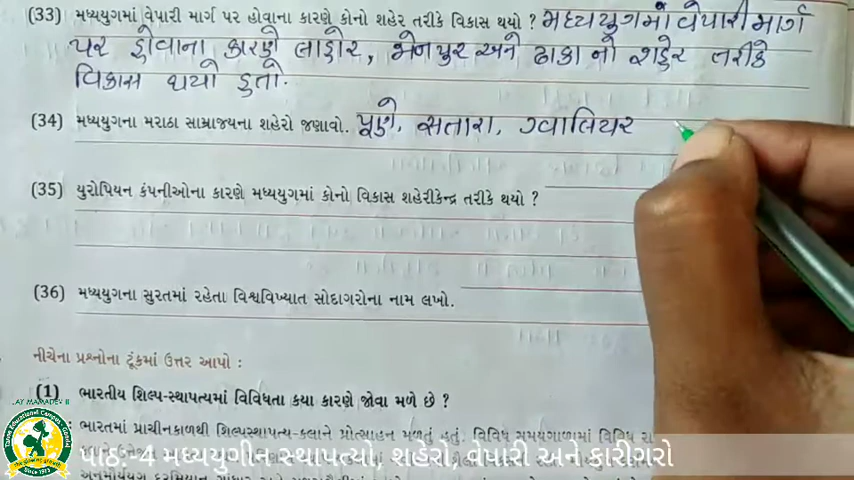 (33) મધ્યયુગમાં વેપારી માર્ગ પર હોવાના કારણે કોનો શહેર તરીકે વિકાસ થયો ? મધ્યયુગમાં વેપારી માર્ગ
પર હોવાના કારણે લાહોર, જોનપુર અને ઢાકા નો શહેર તરીકે
વિકાસ થયો હતો.
(34) મધ્યયુગના મરાઠા સામ્રાજ્યના શહેરો જણાવો. પૂણે, સતારા, ગ્વાલિયર
(35) યુરોપિયન કંપનીઓના કારણે મધ્યયુગમાં કોનો વિકાસ શહેરીકેન્દ્ર તરીકે થયો ?
(36) મધ્યયુગના સુરતમાં રહેતા વિશ્વવિખ્યાત સોદાગરોના નામ લખો.
નીચેના પ્રશ્નોના ટૂંકમાં ઉત્તર આપો :
(1) ભારતીય શિલ્પ-સ્થાપત્યમાં વિવિધતા કયા કારણે જોવા મળે છે ?
ભારતમાં પ્રાચીનકાળથી શિલ્પસ્થાપત્ય-કલાને પ્રોત્સાહન મળતું હતું. વિવિધ સમયગાળામાં વિવિધ
પાઠ.-4 મધ્યયુગીન સ્થાપત્યો, શહેરો, વેપારી અને કારીગરો